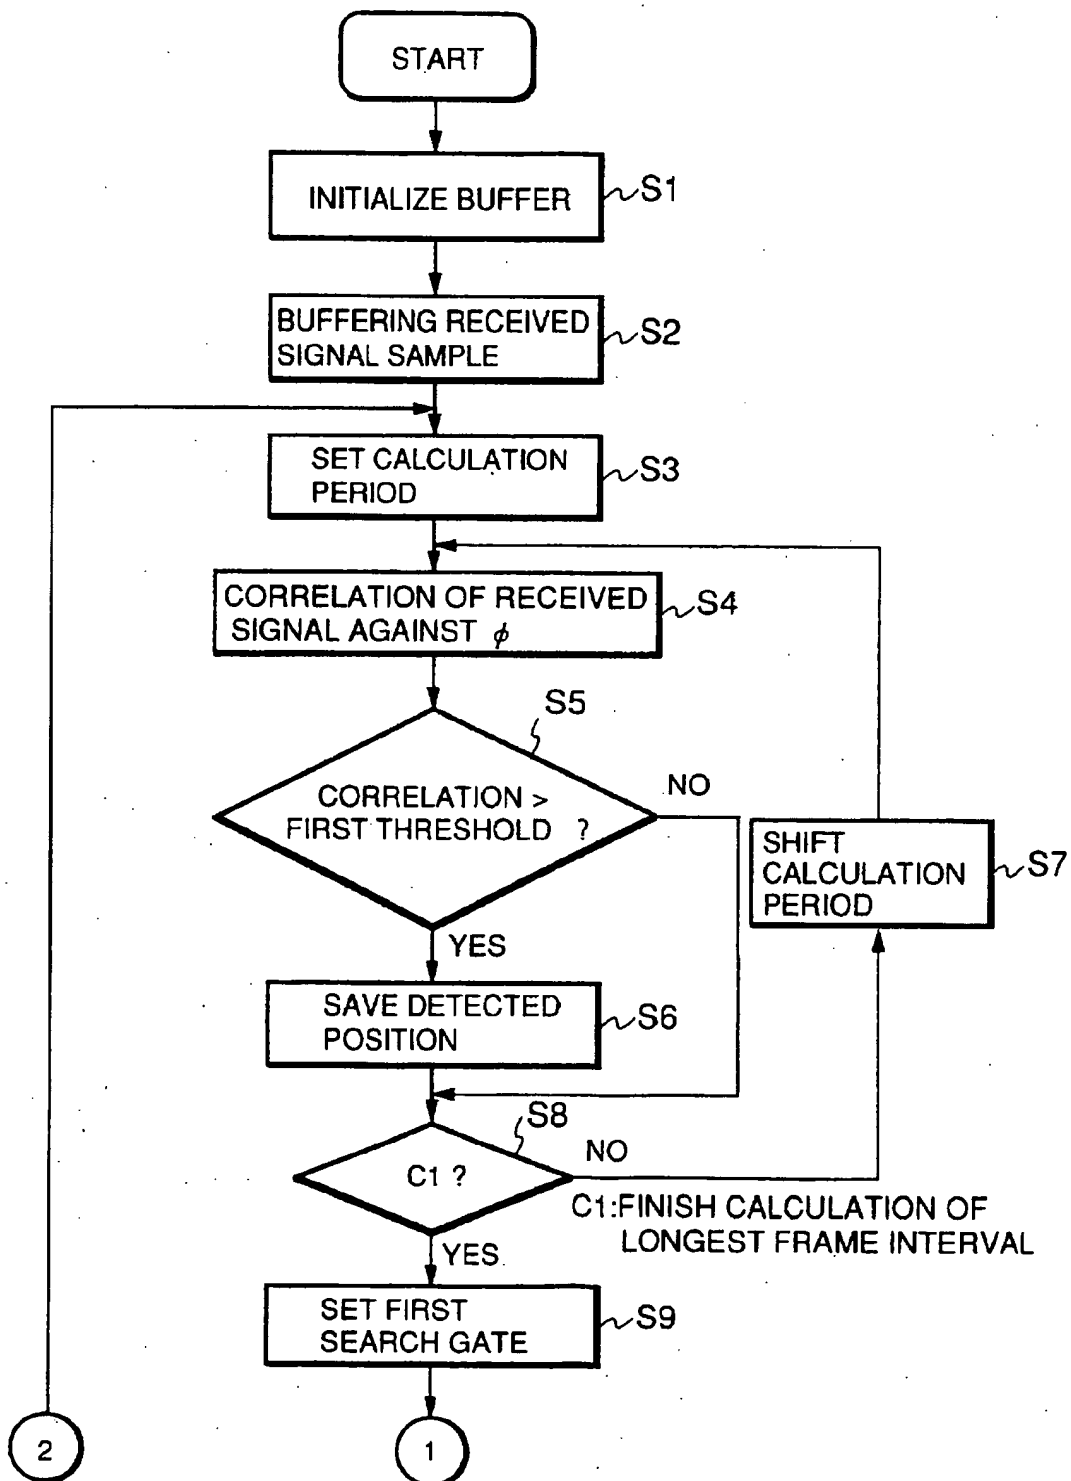 START
INITIALIZE BUFFER
S1
BUFFERING RECEIVED
SIGNAL SAMPLE
S2
SET CALCULATION
PERIOD
S3
CORRELATION OF RECEIVED
SIGNAL AGAINST ϕ
S4
S5
CORRELATION >
FIRST THRESHOLD ?
NO
YES
SHIFT
CALCULATION
PERIOD
S7
SAVE DETECTED
POSITION
S6
S8
C1 ?
NO
C1:FINISH CALCULATION OF
LONGEST FRAME INTERVAL
YES
SET FIRST
SEARCH GATE
S9
2
1